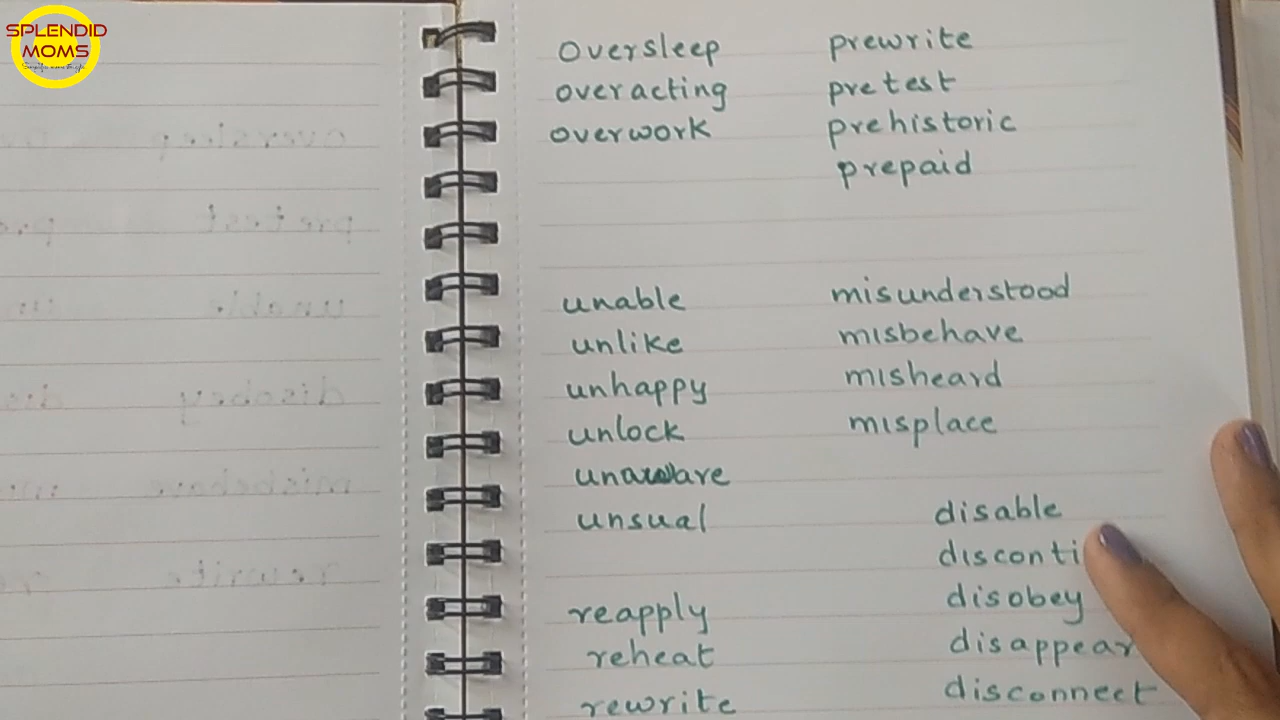 SPLENDID
MOMS
oversleep prewrite
overacting pretest
overwork prehistoric
prepaid
unable misunderstood
unlike misbehave
unhappy misheard
unlock misplace
unaware
unsual disable
disconti
reapply disobey
reheat disappear
rewrite disconnect